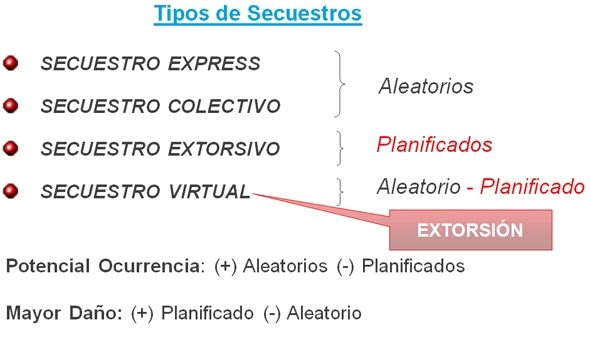 Tipos de Secuestros
SECUESTRO EXPRESS
SECUESTRO COLECTIVO
Aleatorios
SECUESTRO EXTORSIVO
Planificados
SECUESTRO VIRTUAL
Aleatorio - Planificado
EXTORSIÓN
Potencial Ocurrencia: (+) Aleatorios (-) Planificados
Mayor Daño: (+) Planificado (-) Aleatorio